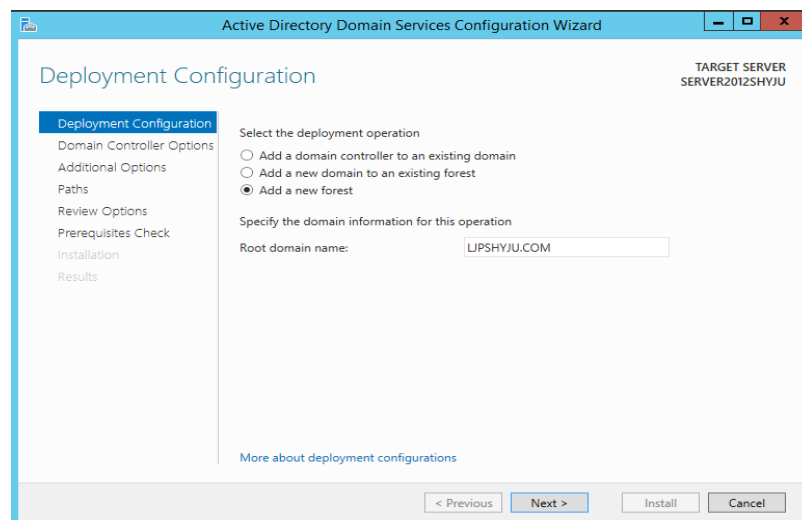 Active Directory Domain Services Configuration Wizard
Deployment Configuration
TARGET SERVER
SERVER2012SHYJU
Deployment Configuration
Domain Controller Options
Additional Options
Paths
Review Options
Prerequisites Check
Installation
Results
Select the deployment operation
Add a domain controller to an existing domain
Add a new domain to an existing forest
Add a new forest
Specify the domain information for this operation
Root domain name: LJPSHYJU.COM
More about deployment configurations
< Previous Next > Install Cancel